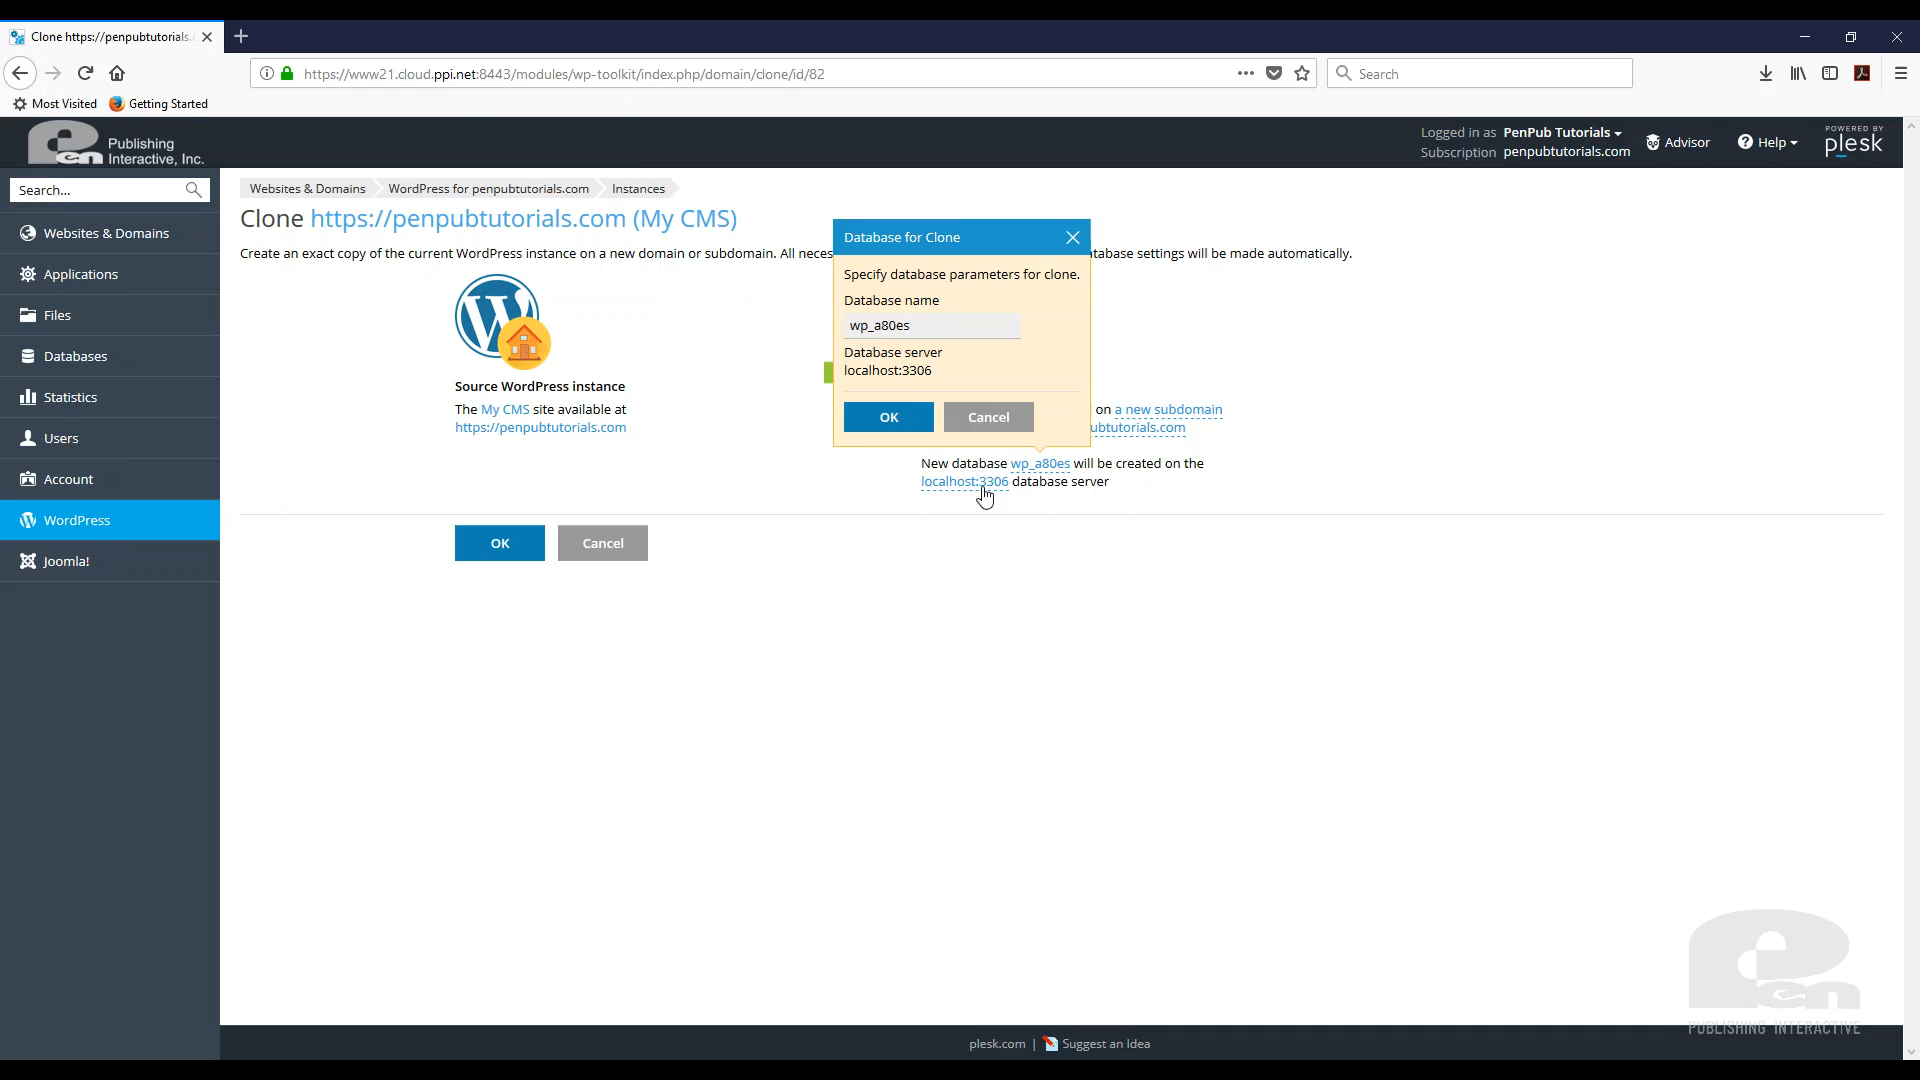 Clone https://penpubtutorials.
https://www21.cloud.ppi.net:8443/modules/wp-toolkit/index.php/domain/clone/id/82
Search
Most Visited
Getting Started
Publishing
Interactive, Inc.
Logged in as PenPub Tutorials
Subscription penpubtutorials.com
Advisor
Help
POWERED BY
plesk
Search...
Websites & Domains
Applications
Files
Databases
Statistics
Users
Account
WordPress
Joomla!
Websites & Domains
WordPress for penpubtutorials.com
Instances
Clone https://penpubtutorials.com (My CMS)
Create an exact copy of the current WordPress instance on a new domain or subdomain. All neces
tabase settings will be made automatically.
Source WordPress instance
The My CMS site available at
https://penpubtutorials.com
Database for Clone
Specify database parameters for clone.
Database name
wp_a80es
Database server
localhost:3306
OK
Cancel
on a new subdomain
ubtutorials.com
New database wp_a80es will be created on the
localhost:3306 database server
OK
Cancel
plesk.com | Suggest an Idea
en
PUBLISHING INTERACTIVE